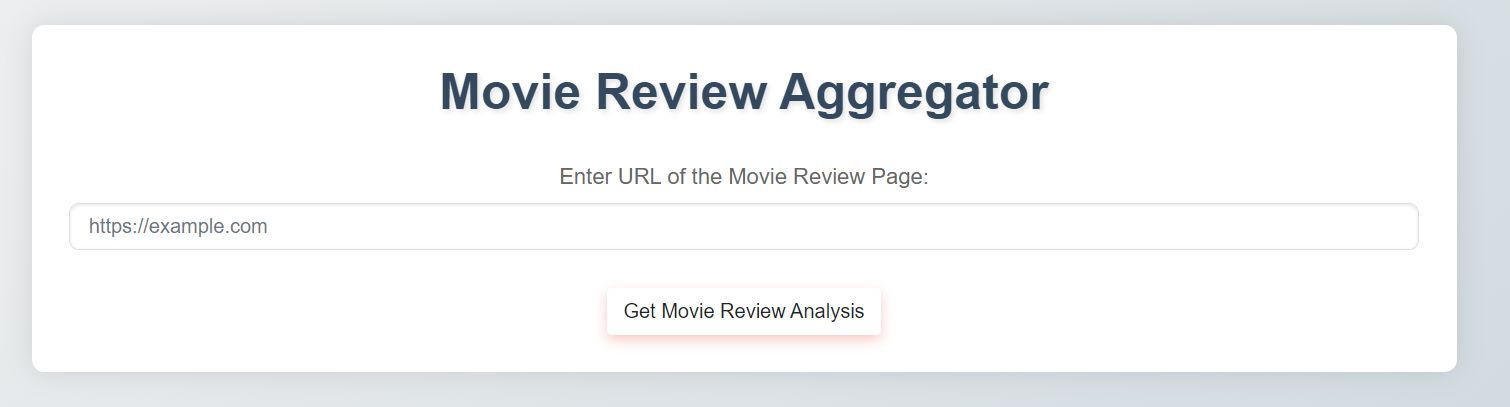 Movie Review Aggregator
Enter URL of the Movie Review Page:
https://example.com
Get Movie Review Analysis